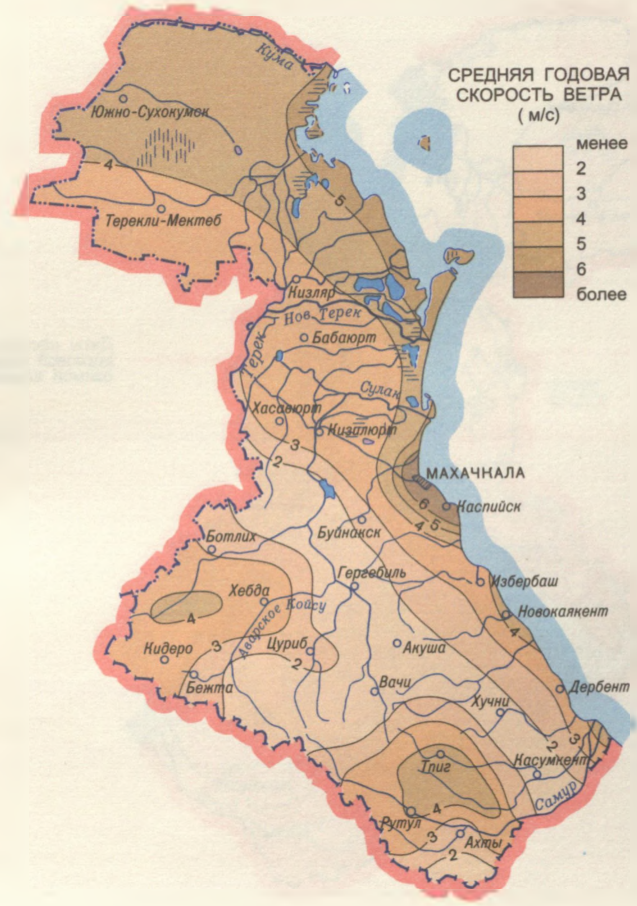 СРЕДНЯЯ ГОДОВАЯ
СКОРОСТЬ ВЕТРА
(м/с)
менее
2
3
4
5
6
более
Кума
Южно-Сухокумск
4
Терекли-Мектеб
5
Кизляр
Нов. Терек
Терек
Бабаюрт
Сулак
Хасавюрт
Кизилюрт
3
2
МАХАЧКАЛА
6
Каспийск
4
5
Буйнакск
Ботлих
Гергебиль
Избербаш
Хебда
4
Аварское Койсу
Новокаякент
4
3
Цуриб
Акуша
Кидеро
2
Бежта
Вачи
Дербент
Хучни
2
3
Тпиг
Касумкент
Самур
4
Рутул
3
Ахты
2